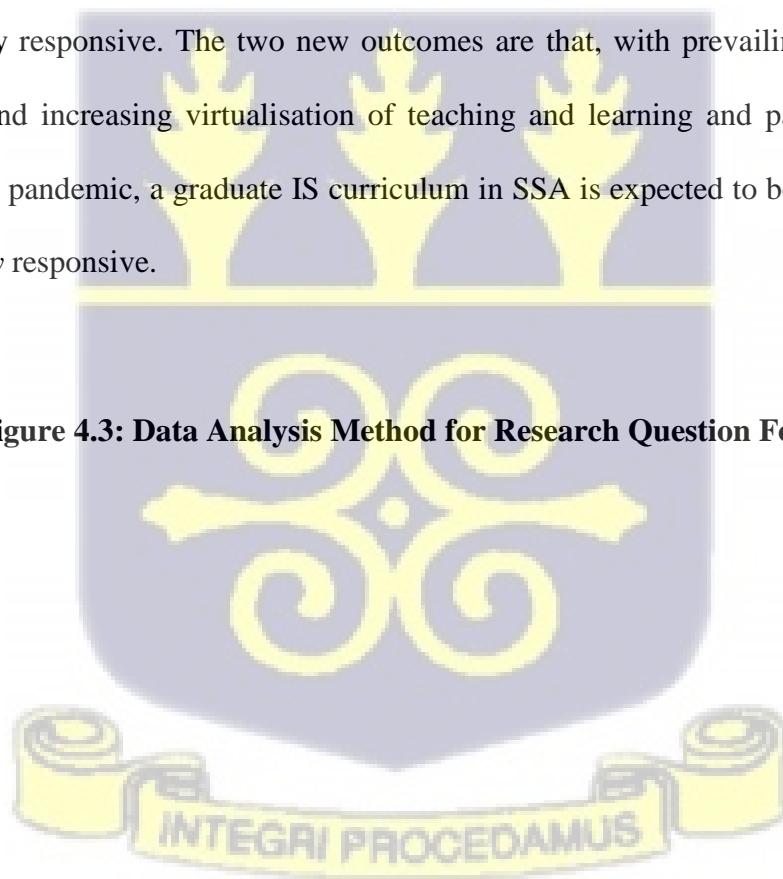 responsive. The two new outcomes are that, with prevailin
nd increasing virtualisation of teaching and learning and pa
pandemic, a graduate IS curriculum in SSA is expected to be
responsive.
igure 4.3: Data Analysis Method for Research Question Fo
INTEGRI PROCEDAMUS